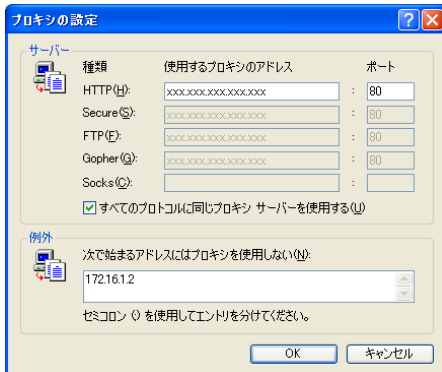 プロキシの設定
サーバー
種類 使用するプロキシのアドレス ポート
HTTP(H): xxx.xxx.xxx.xxx.xxx : 80
Secure(S): xxx.xxx.xxx.xxx.xxx : 80
FTP(F): xxx.xxx.xxx.xxx.xxx : 80
Gopher(G): xxx.xxx.xxx.xxx.xxx : 80
Socks(C): :
すべてのプロトコルに同じプロキシ サーバーを使用する(U)
例外
次で始まるアドレスにはプロキシを使用しない(N):
172.16.1.2
セミコロン (;) を使用してエントリを分けてください。
OK キャンセル